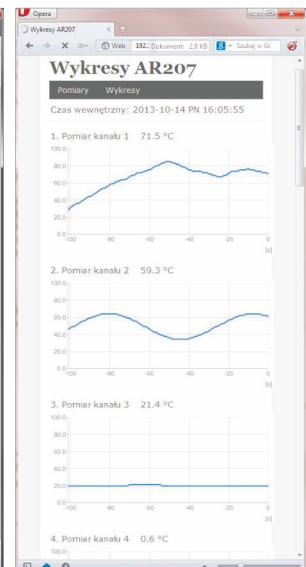 Opera
Wykresy AR207
Web 192. Dokument: 2,8 KB Szukaj w Go
Wykresy AR207
Pomiary Wykresy
Czas wewnętrzny: 2013-10-14 PN 16:05:55
1. Pomiar kanału 1 71.5 °C
100.0
80.0
60.0
40.0
20.0
0.0
-100 -80 -60 -40 -20 0
[s]
2. Pomiar kanału 2 59.3 °C
100.0
80.0
60.0
40.0
20.0
0.0
-100 -80 -60 -40 -20 0
[s]
3. Pomiar kanału 3 21.4 °C
100.0
80.0
60.0
40.0
20.0
0.0
-100 -80 -60 -40 -20 0
[s]
4. Pomiar kanału 4 0.6 °C
100.0